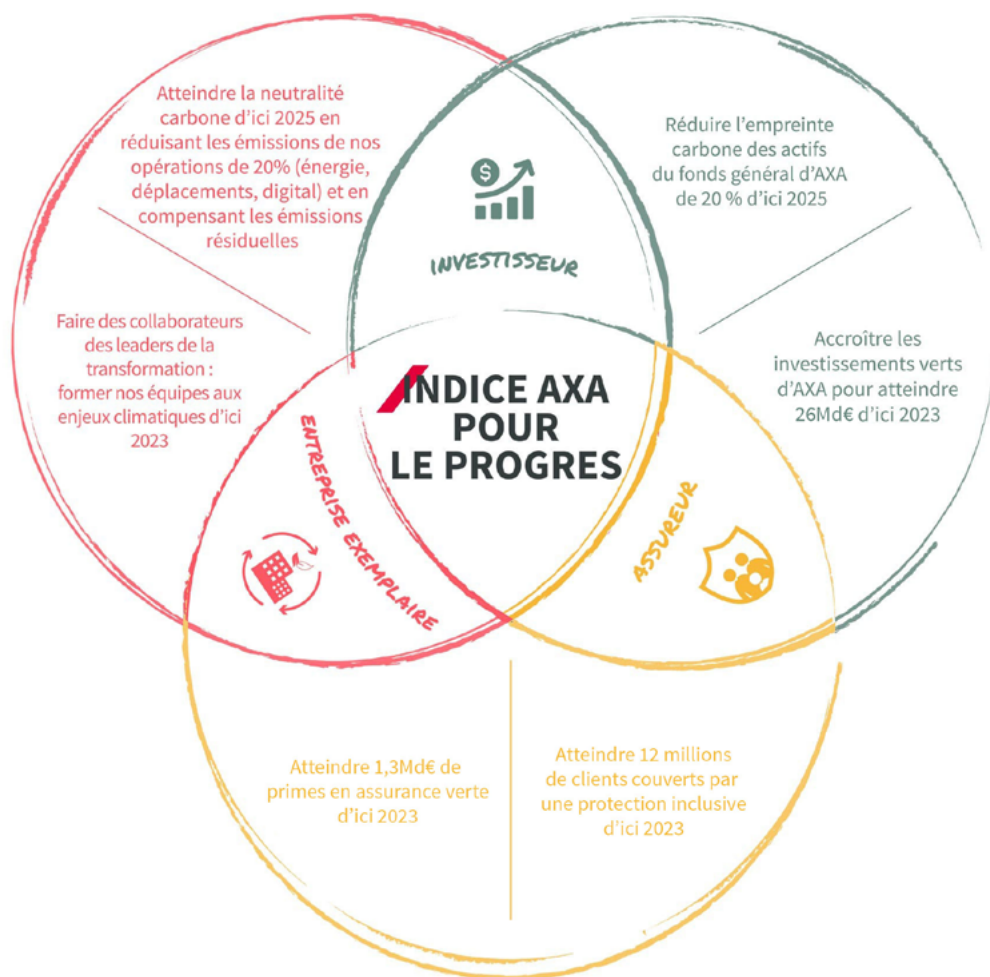 Atteindre la neutralité
carbone d'ici 2025 en
réduisant les émissions de nos
opérations de 20% (énergie,
déplacements, digital) et en
compensant les émissions
résiduelles
Faire des collaborateurs
des leaders de la
transformation :
former nos équipes aux
enjeux climatiques d'ici
2023
INVESTISSEUR
Réduire l'empreinte
carbone des actifs
du fonds général d'AXA
de 20 % d'ici 2025
Accroître les
investissements verts
d'AXA pour atteindre
26Md€ d'ici 2023
INDICE AXA
POUR
LE PROGRES
ENTREPRISE EXEMPLAIRE
ASSUREUR
Atteindre 1,3Md€ de
primes en assurance verte
d'ici 2023
Atteindre 12 millions
de clients couverts par
une protection inclusive
d'ici 2023